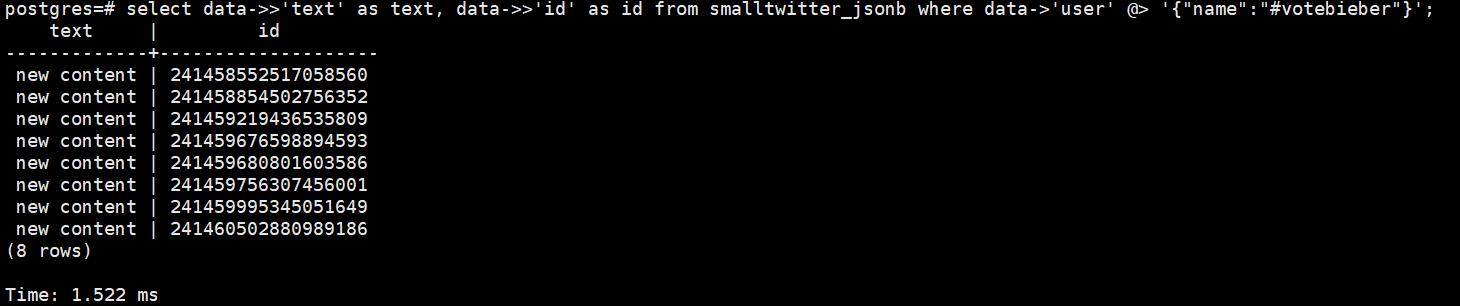 postgres=# select data->>'text' as text, data->>'id' as id from smalltwitter_jsonb where data->'user' @> '{"name":"#votebieber"}';
    text     |         id
-------------+--------------------
 new content | 241458552517058560
 new content | 241458854502756352
 new content | 241459219436535809
 new content | 241459676598894593
 new content | 241459680801603586
 new content | 241459756307456001
 new content | 241459995345051649
 new content | 241460502880989186
(8 rows)

Time: 1.522 ms